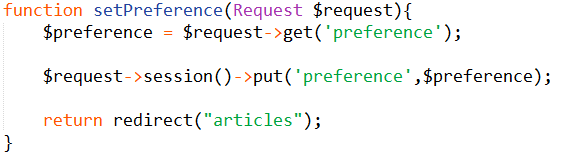 function setPreference(Request $request){
    $preference = $request->get('preference');
    $request->session()->put('preference',$preference);
    return redirect("articles");
}